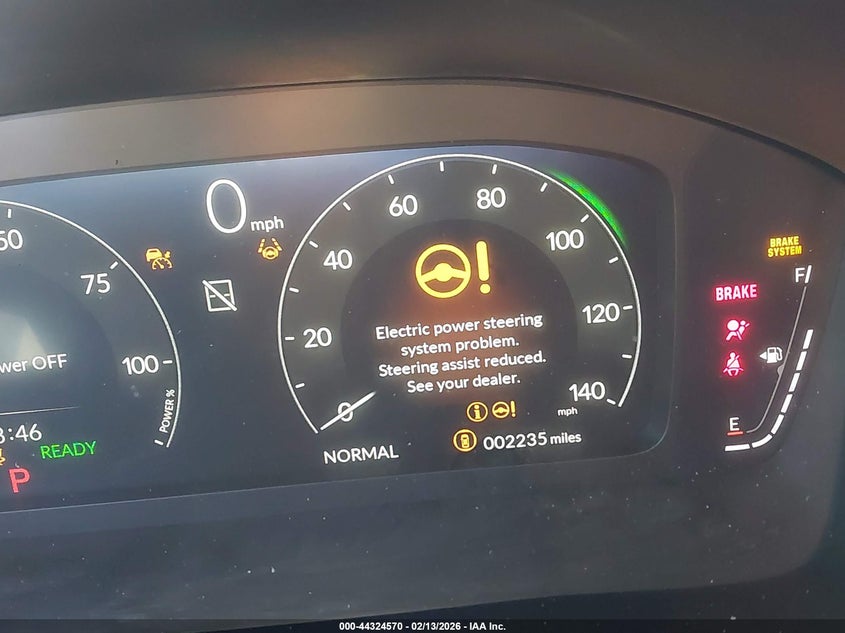 0 mph
50
75
100
POWER %
wer OFF
:46
READY
P
0
20
40
60
80
100
120
140
mph
!
Electric power steering
system problem.
Steering assist reduced.
See your dealer.
i !
NORMAL
002235 miles
BRAKE
SYSTEM
BRAKE
F
E
000-44324570 - 02/13/2026 - IAA Inc.